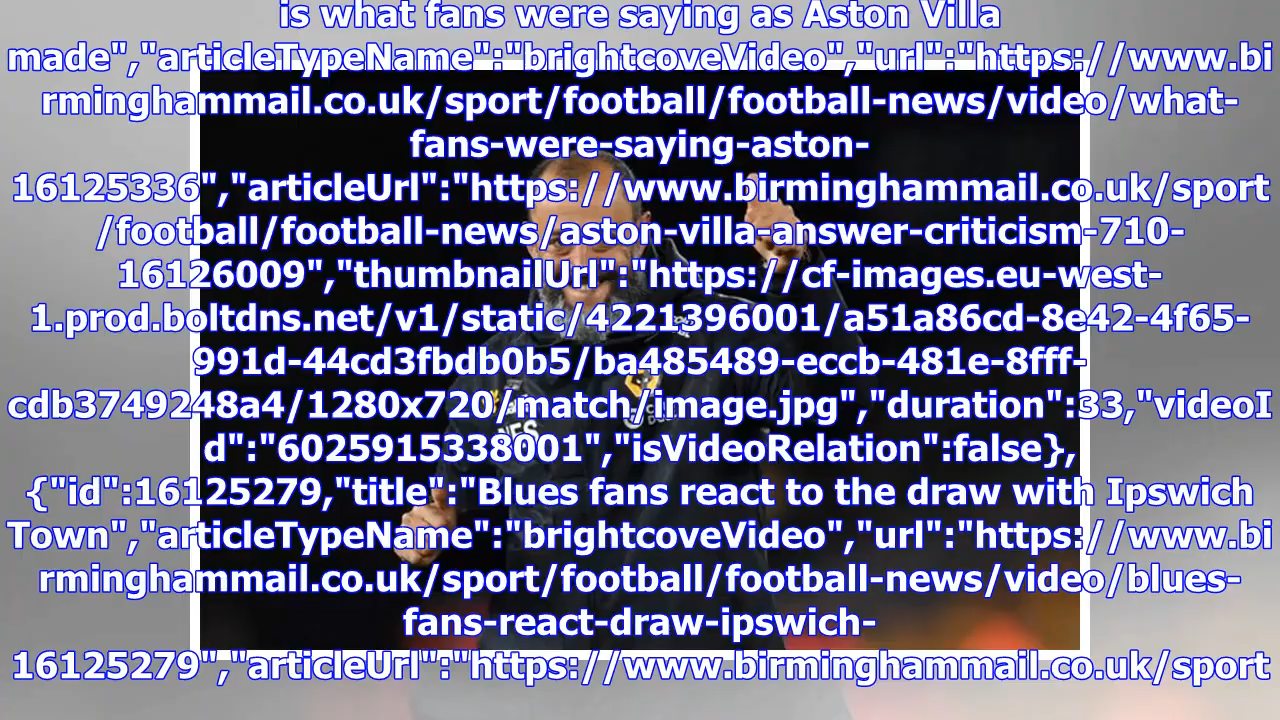 is what fans were saying as Aston Villa
made","articleTypeName":"brightcoveVideo","url":"https://www.bi
rminghammail.co.uk/sport/football/football-news/video/what-
fans-were-saying-aston-
16125336","articleUrl":"https://www.birminghammail.co.uk/sport
/football/football-news/aston-villa-answer-criticism-710-
16126009","thumbnailUrl":"https://cf-images.eu-west-
1.prod.boltdns.net/v1/static/4221396001/a51a86cd-8e42-4f65-
991d-44cd3fbdb0b5/ba485489-eccb-481e-8fff-
cdb3749248a4/1280x720/match/image.jpg","duration":33,"videoI
d":"6025915338001","isVideoRelation":false},
{"id":16125279,"title":"Blues fans react to the draw with Ipswich
Town","articleTypeName":"brightcoveVideo","url":"https://www.bi
rminghammail.co.uk/sport/football/football-news/video/blues-
fans-react-draw-ipswich-
16125279","articleUrl":"https://www.birminghammail.co.uk/sport